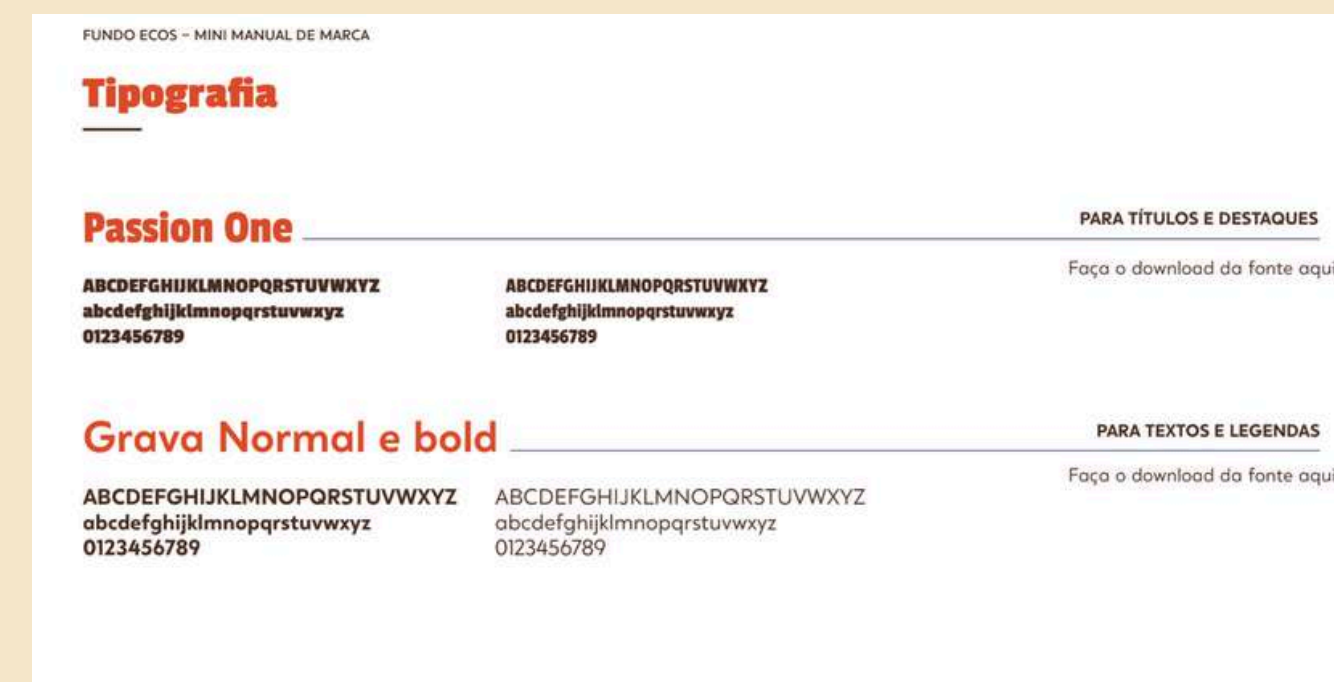 FUNDO ECOS – MINI MANUAL DE MARCA
Tipografia
Passion One
PARA TÍTULOS E DESTAQUES
Faça o download da fonte aqui
ABCDEFGHIJKLMNOPQRSTUVWXYZ
abcdefghijklmnopqrstuvwxyz
0123456789
ABCDEFGHIJKLMNOPQRSTUVWXYZ
abcdefghijklmnopqrstuvwxyz
0123456789
Grava Normal e bold
PARA TEXTOS E LEGENDAS
Faça o download da fonte aqui
ABCDEFGHIJKLMNOPQRSTUVWXYZ
abcdefghijklmnopqrstuvwxyz
0123456789
ABCDEFGHIJKLMNOPQRSTUVWXYZ
abcdefghijklmnopqrstuvwxyz
0123456789